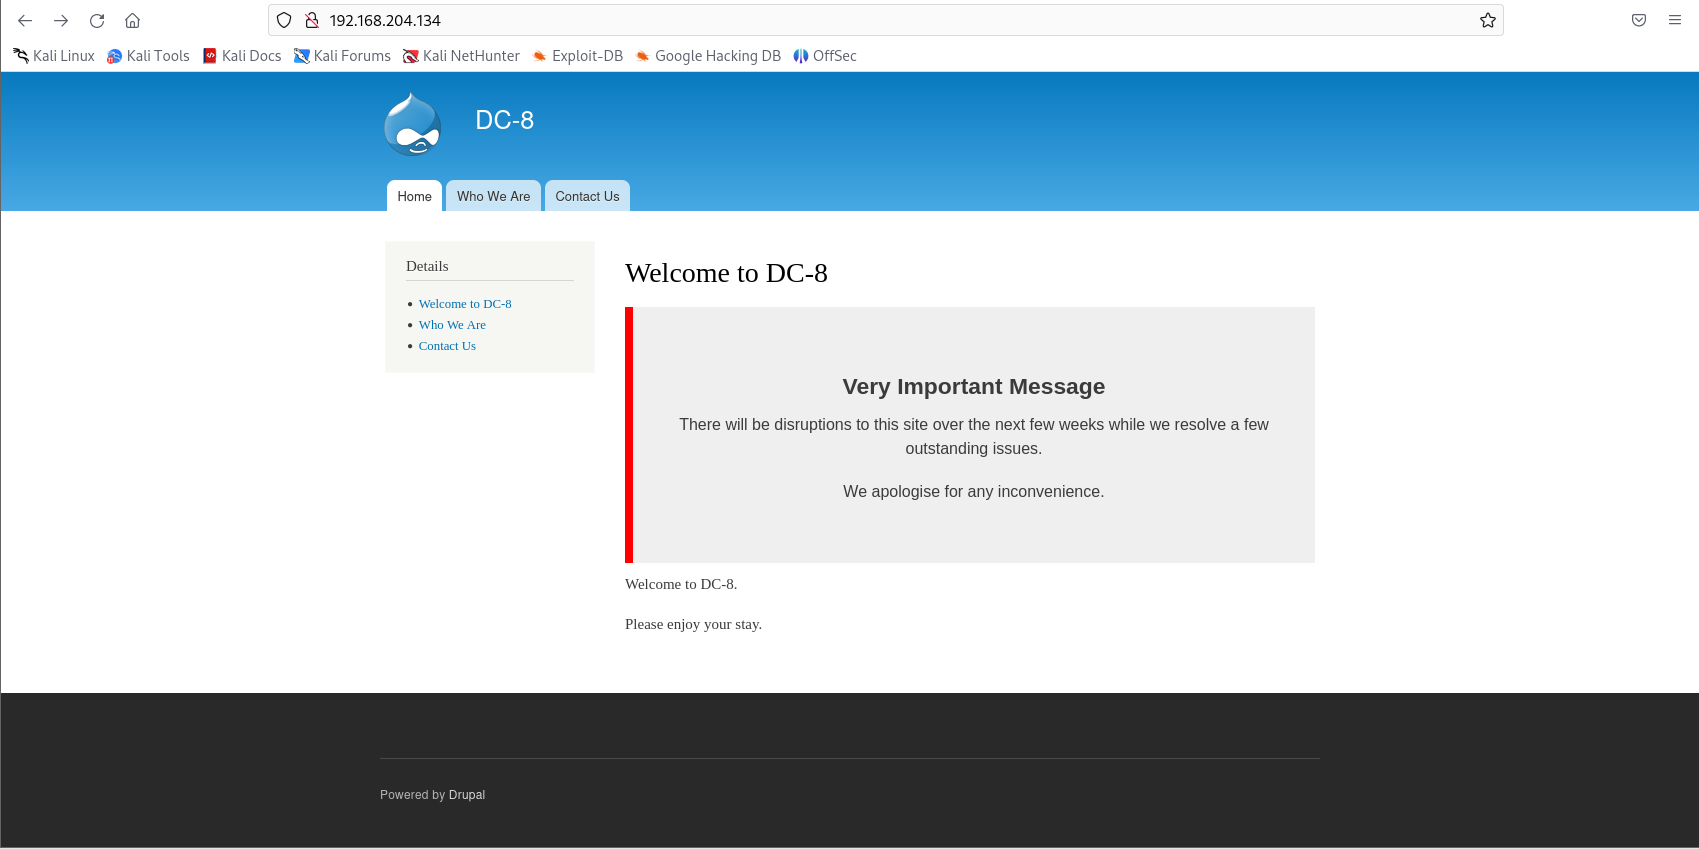 192.168.204.134
Kali Linux Kali Tools Kali Docs Kali Forums Kali NetHunter Exploit-DB Google Hacking DB OffSec
DC-8
Home Who We Are Contact Us
Details
Welcome to DC-8
Who We Are
Contact Us
Welcome to DC-8
Very Important Message
There will be disruptions to this site over the next few weeks while we resolve a few
outstanding issues.
We apologise for any inconvenience.
Welcome to DC-8.
Please enjoy your stay.
Powered by Drupal